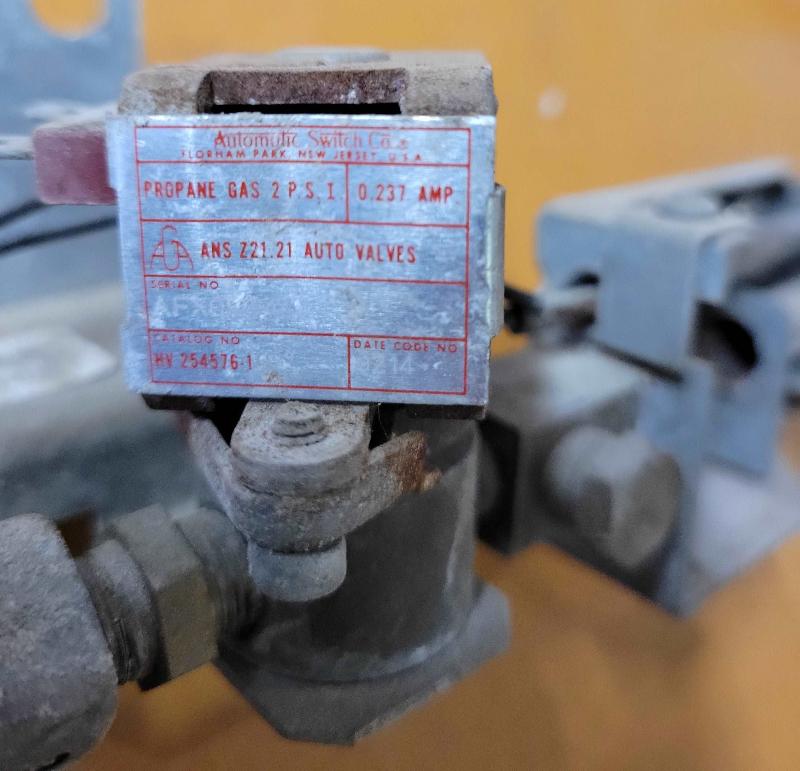 Automatic Switch Co.
FLORHAM PARK, NEW JERSEY, U.S.A.
PROPANE GAS 2 P.S.I. 0.237 AMP
ANS Z21.21 AUTO VALVES
SERIAL NO
CATALOG NO DATE CODE NO
HV 254576-1